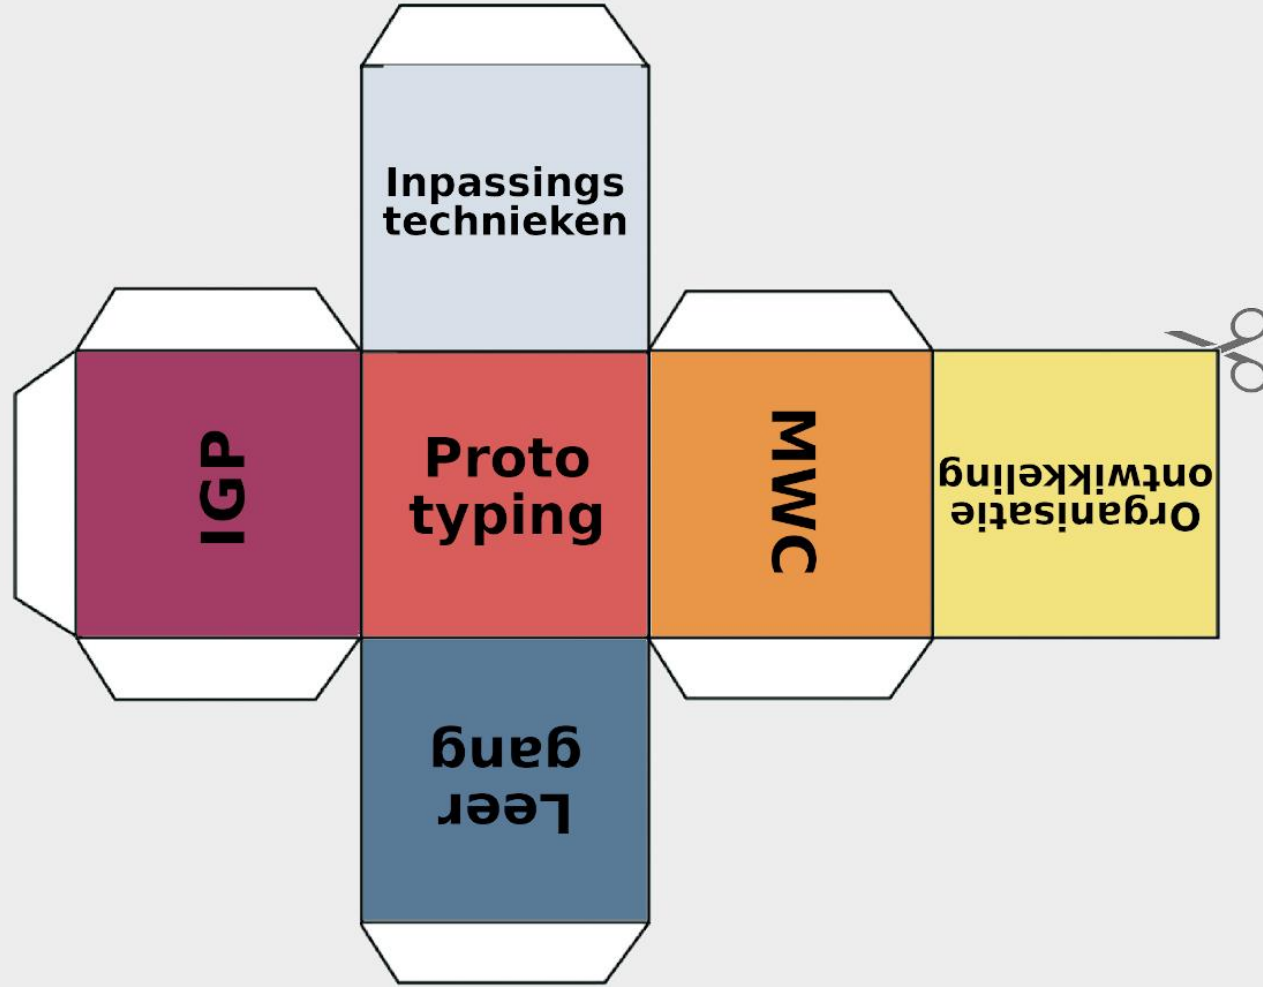 Inpassings
technieken
IGP
Proto
typing
MWC
Organisatie
ontwikkeling
Leer
gang